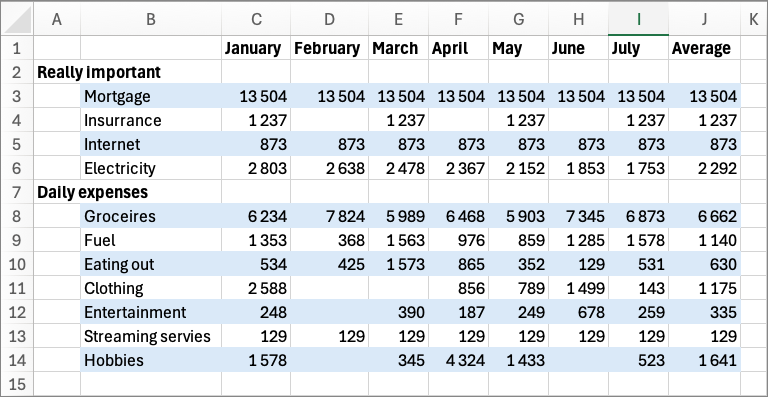 A B C D E F G H I J K
1 January February March April May June July Average
2 Really important
3 Mortgage 13 504 13 504 13 504 13 504 13 504 13 504 13 504 13 504
4 Insurrance 1 237 1 237 1 237 1 237 1 237
5 Internet 873 873 873 873 873 873 873 873
6 Electricity 2 803 2 638 2 478 2 367 2 152 1 853 1 753 2 292
7 Daily expenses
8 Groceires 6 234 7 824 5 989 6 468 5 903 7 345 6 873 6 662
9 Fuel 1 353 368 1 563 976 859 1 285 1 578 1 140
10 Eating out 534 425 1 573 865 352 129 531 630
11 Clothing 2 588 856 789 1 499 143 1 175
12 Entertainment 248 390 187 249 678 259 335
13 Streaming servies 129 129 129 129 129 129 129 129
14 Hobbies 1 578 345 4 324 1 433 523 1 641
15